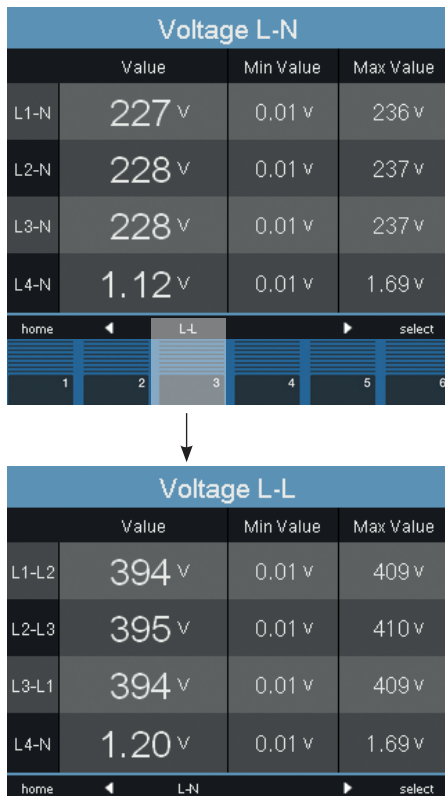 Voltage L-N
Value Min Value Max Value
L1-N 227 V 0.01 V 236 V
L2-N 228 V 0.01 V 237 V
L3-N 228 V 0.01 V 237 V
L4-N 1.12 V 0.01 V 1.69 V
home L-L select
1 2 3 4 5 6
Voltage L-L
Value Min Value Max Value
L1-L2 394 V 0.01 V 409 V
L2-L3 395 V 0.01 V 410 V
L3-L1 394 V 0.01 V 409 V
L4-N 1.20 V 0.01 V 1.69 V
home L-N select